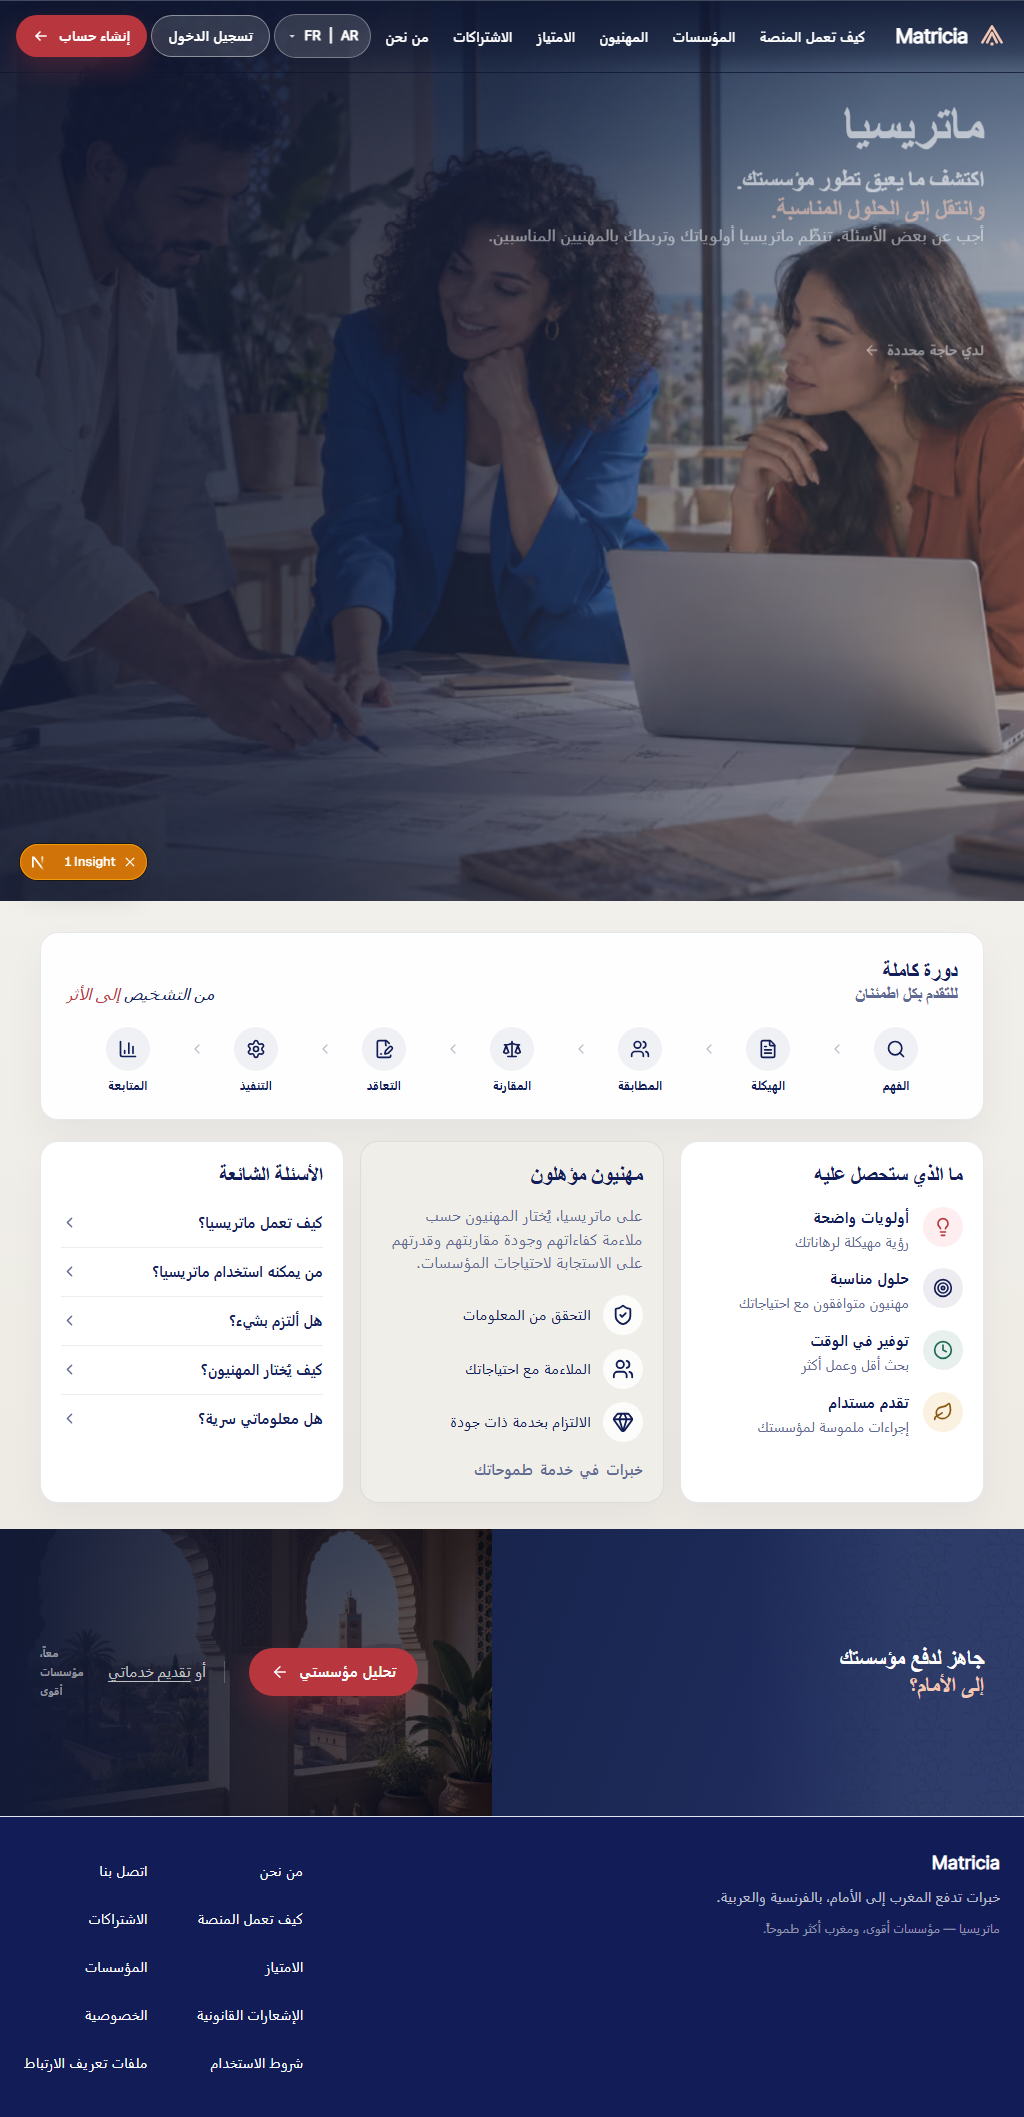 Matricia
كيف تعمل المنصة
المؤسسات
المهنيون
الامتياز
الاشتراكات
من نحن
FR | AR
تسجيل الدخول
إنشاء حساب
ماتريسيا
اكتشف ما يعيق تطور مؤسستك.
وانتقل إلى الحلول المناسبة.
أجب عن بعض الأسئلة. تنظّم ماتريسيا أولوياتك وتربطك بالمهنيين المناسبين.
لدي حاجة محددة
1 Insight
دورة كاملة
للتقدم بكل اطمئنان
من التشخيص إلى الأثر
الفهم
الهيكلة
المطابقة
المقارنة
التعاقد
التنفيذ
المتابعة
ما الذي ستحصل عليه
أولويات واضحة
رؤية مهيكلة لرهاناتك
حلول مناسبة
مهنيون متوافقون مع احتياجاتك
توفير في الوقت
بحث أقل وعمل أكثر
تقدم مستدام
إجراءات ملموسة لمؤسستك
مهنيون مؤهلون
على ماتريسيا، يُختار المهنيون حسب
ملاءمة كفاءاتهم وجودة مقاربتهم وقدرتهم
على الاستجابة لاحتياجات المؤسسات.
التحقق من المعلومات
الملاءمة مع احتياجاتك
الالتزام بخدمة ذات جودة
خبرات في خدمة طموحاتك
الأسئلة الشائعة
كيف تعمل ماتريسيا؟
من يمكنه استخدام ماتريسيا؟
هل ألتزم بشيء؟
كيف يُختار المهنيون؟
هل معلوماتي سرية؟
جاهز لدفع مؤسستك
إلى الأمام؟
تحليل مؤسستي
أو تقديم خدماتي
معاً،
مؤسسات
أقوى
Matricia
خبرات تدفع المغرب إلى الأمام، بالفرنسية والعربية.
ماتريسيا — مؤسسات أقوى، ومغرب أكثر طموحاً.
من نحن
اتصل بنا
كيف تعمل المنصة
الاشتراكات
الامتياز
المؤسسات
الإشعارات القانونية
الخصوصية
شروط الاستخدام
ملفات تعريف الارتباط